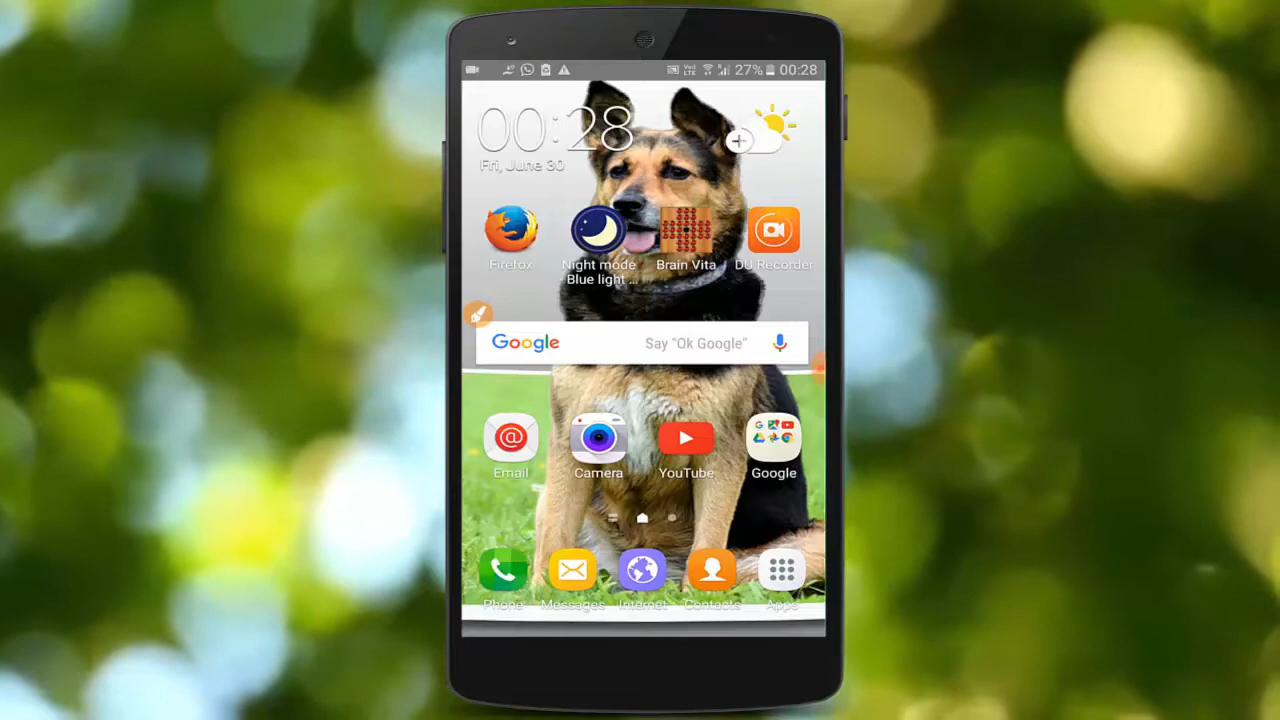 VoLTE 27% 00:28
00:28
Fri, June 30
Firefox
Night mode
Blue light ...
Brain Vita
DU Recorder
Google
Say "Ok Google"
Email
Camera
YouTube
Google
Phone
Messages
Internet
Contacts
Apps